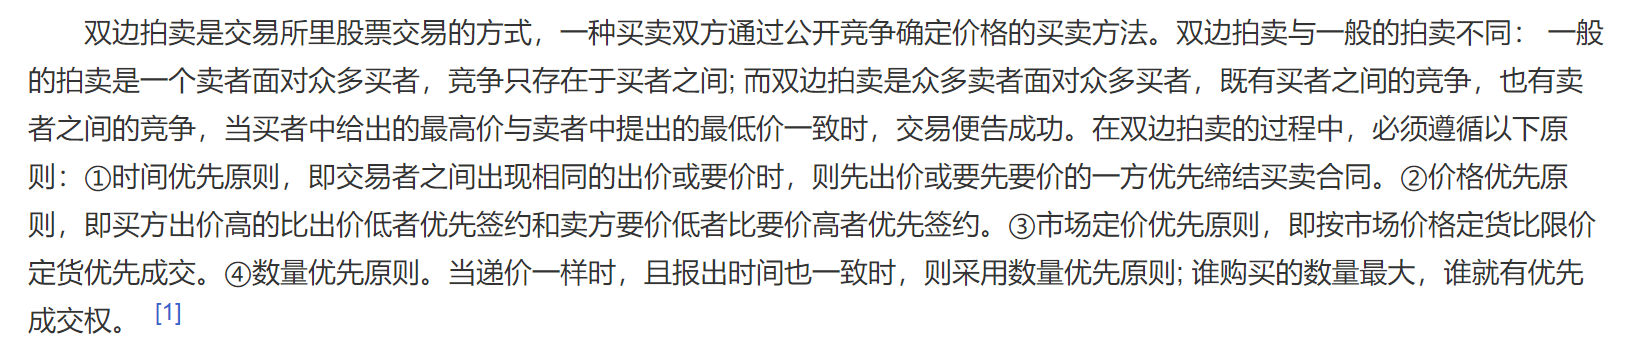 双边拍卖是交易所里股票交易的方式，一种买卖双方通过公开竞争确定价格的买卖方法。双边拍卖与一般的拍卖不同： 一般
的拍卖是一个卖者面对众多买者，竞争只存在于买者之间; 而双边拍卖是众多卖者面对众多买者，既有买者之间的竞争，也有卖
者之间的竞争，当买者中给出的最高价与卖者中提出的最低价一致时，交易便告成功。在双边拍卖的过程中，必须遵循以下原
则：①时间优先原则，即交易者之间出现相同的出价或要价时，则先出价或要先要价的一方优先缔结买卖合同。②价格优先原
则，即买方出价高的比出价低者优先签约和卖方要价低者比要价高者优先签约。③市场定价优先原则，即按市场价格定货比限价
定货优先成交。④数量优先原则。当递价一样时，且报出时间也一致时，则采用数量优先原则; 谁购买的数量最大，谁就有优先
成交权。 [1]